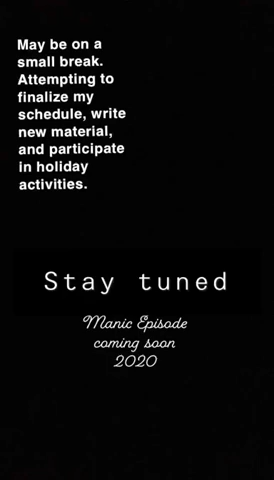 May be on a
small break.
Attempting to
finalize my
schedule, write
new material,
and participate
in holiday
activities.
Stay tuned
Manic Episode
coming soon
2020